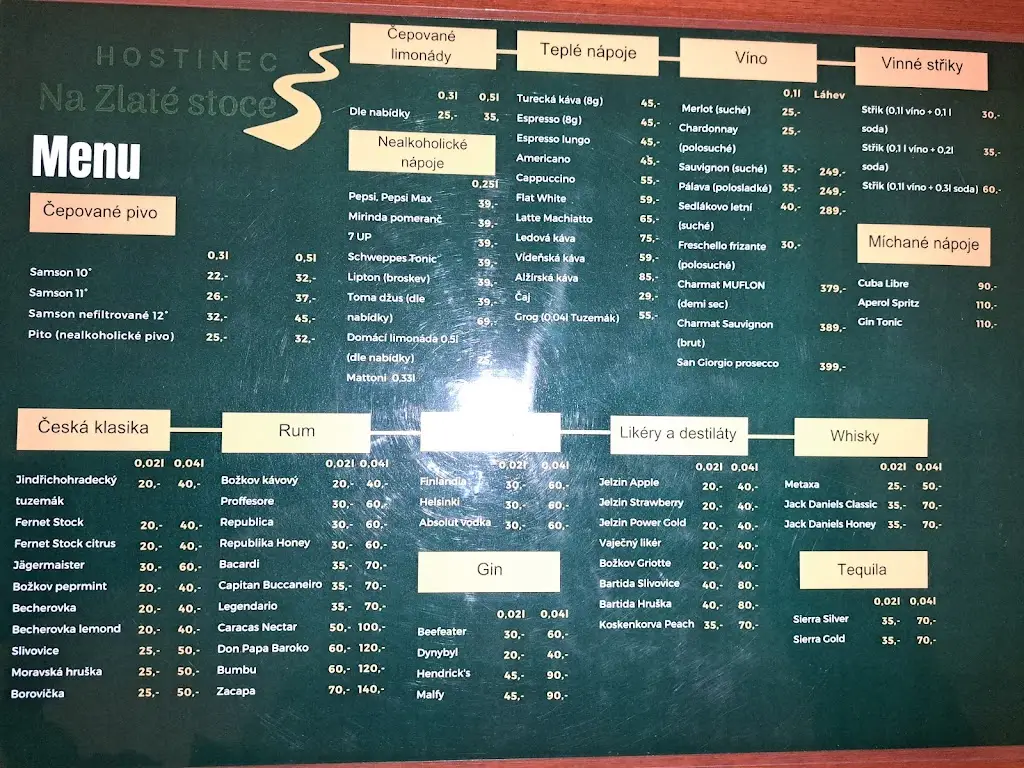 HOSTINEC
Na Zlaté stoce
Menu
Čepované pivo
0,3l 0,5l
Samson 10° 22,- 32,-
Samson 11° 26,- 37,-
Samson nefiltrované 12° 32,- 45,-
Pito (nealkoholické pivo) 25,- 32,-
Čepované
limonády
0,3l 0,5l
Dle nabídky 25,- 35,
Nealkoholické
nápoje
0,25l
Pepsi, Pepsi Max 39,-
Mirinda pomeranč 39,-
7 UP 39,-
Schweppes Tonic 39,-
Lipton (broskev) 39,-
Toma džus (dle 39,-
nabídky) 69,-
Domácí limonáda 0,5l
(dle nabídky)
Mattoni 0,33l
Teplé nápoje
Turecká káva (8g) 45,-
Espresso (8g) 45,-
Espresso lungo 45,-
Americano 45,-
Cappuccino 55,-
Flat White 59,-
Latte Machiatto 65,-
Ledová káva 75,-
Vídeňská káva 59,-
Alžírská káva 85,-
Čaj 29,-
Grog (0,04l Tuzemák) 55,-
Víno
0,1l Láhev
Merlot (suché) 25,-
Chardonnay 25,-
(polosuché)
Sauvignon (suché) 35,- 249,-
Pálava (polosladké) 35,- 249,-
Sedlákovo letní 40,- 289,-
(suché)
Freschello frizante 30,-
(polosuché)
Charmat MUFLON 379,-
(demi sec)
Charmat Sauvignon 389,-
(brut)
San Giorgio prosecco 399,-
Vinné střiky
Střik (0,1l víno + 0,1 l 30,-
soda)
Střik (0,1 l víno + 0,2l 35,-
soda)
Střik (0,1l víno + 0,3l soda) 60,-
Míchané nápoje
Cuba Libre 90,-
Aperol Spritz 110,-
Gin Tonic 110,-
Česká klasika
0,02l 0,04l
Jindřichohradecký 20,- 40,-
tuzemák
Fernet Stock 20,- 40,-
Fernet Stock citrus 20,- 40,-
Jägermaister 30,- 60,-
Božkov peprmint 20,- 40,-
Becherovka 20,- 40,-
Becherovka lemond 20,- 40,-
Slivovice 25,- 50,-
Moravská hruška 25,- 50,-
Borovička 25,- 50,-
Rum
0,02l 0,04l
Božkov kávový 20,- 40,-
Proffesore 30,- 60,-
Republica 30,- 60,-
Republika Honey 30,- 60,-
Bacardi 35,- 70,-
Capitan Buccaneiro 35,- 70,-
Legendario 35,- 70,-
Caracas Nectar 50,- 100,-
Don Papa Baroko 60,- 120,-
Bumbu 60,- 120,-
Zacapa 70,- 140,-
0,02l 0,04l
Finlandia 30,- 60,-
Helsinki 30,- 60,-
Absolut vodka 30,- 60,-
Gin
0,02l 0,04l
Beefeater 30,- 60,-
Dynybyl 20,- 40,-
Hendrick's 45,- 90,-
Malfy 45,- 90,-
Likéry a destiláty
0,02l 0,04l
Jelzin Apple 20,- 40,-
Jelzin Strawberry 20,- 40,-
Jelzin Power Gold 20,- 40,-
Vaječný likér 20,- 40,-
Božkov Griotte 20,- 40,-
Bartida Slivovice 40,- 80,-
Bartida Hruška 40,- 80,-
Koskenkorva Peach 35,- 70,-
Whisky
0,02l 0,04l
Metaxa 25,- 50,-
Jack Daniels Classic 35,- 70,-
Jack Daniels Honey 35,- 70,-
Tequila
0,02l 0,04l
Sierra Silver 35,- 70,-
Sierra Gold 35,- 70,-